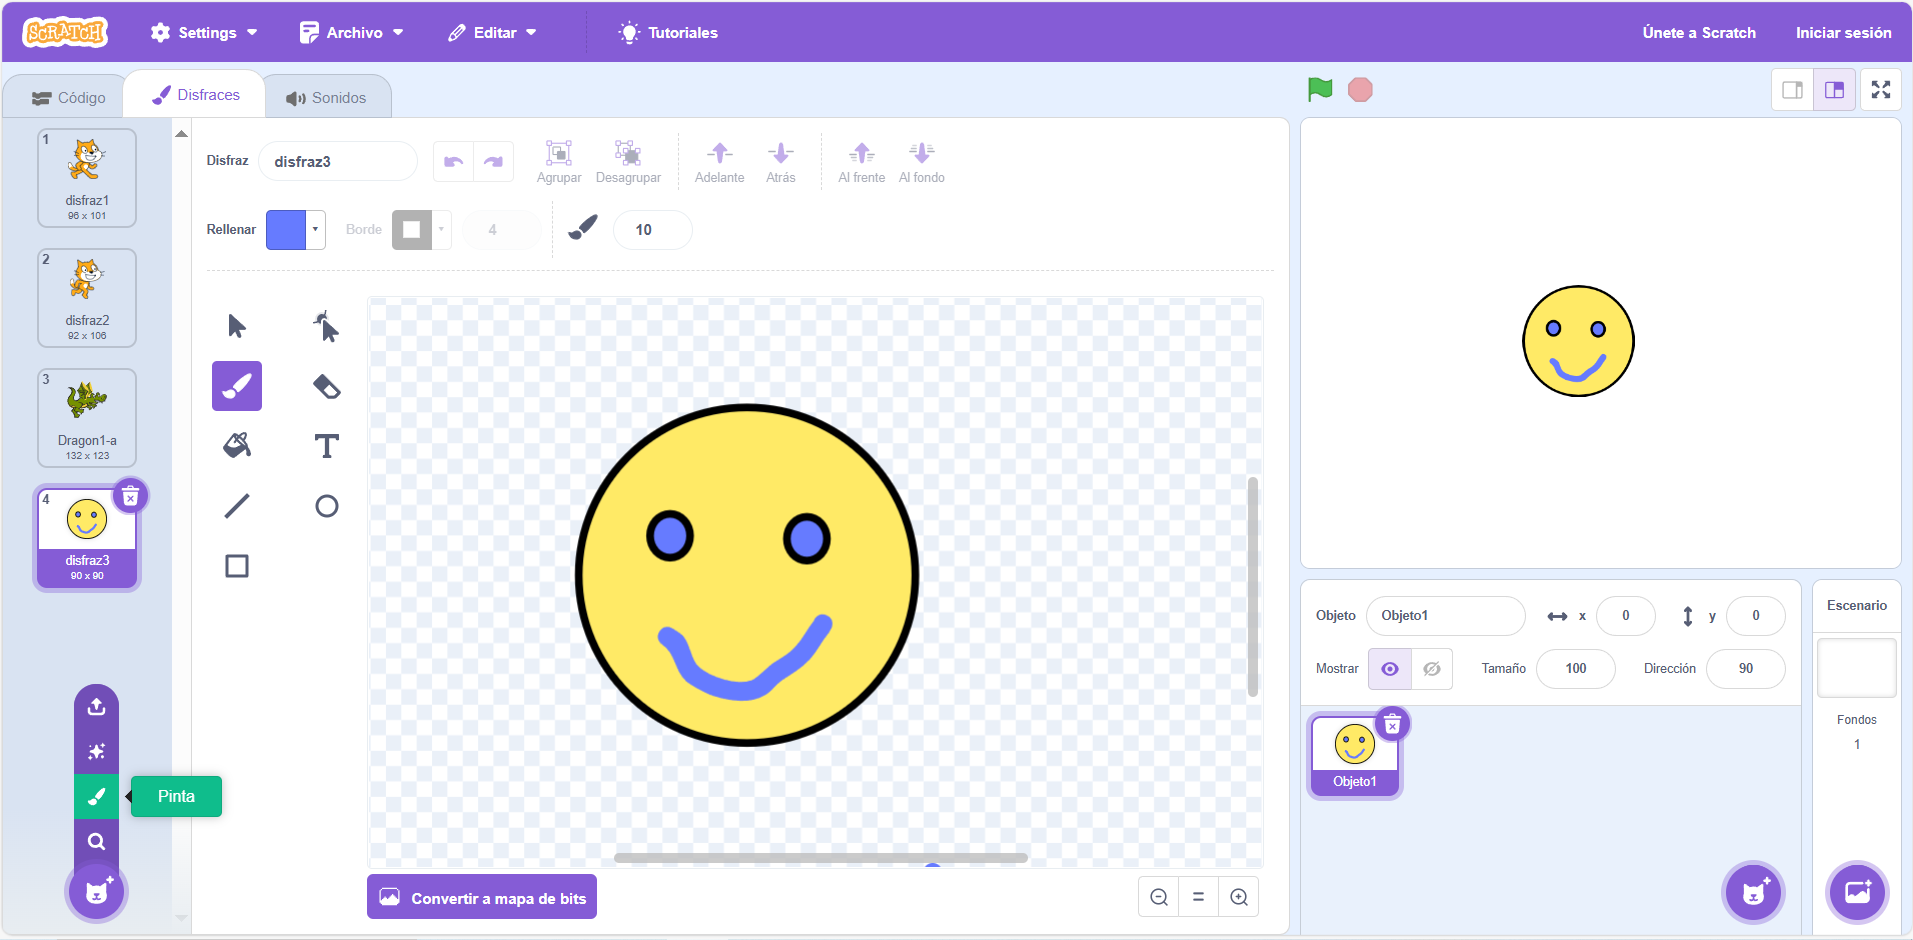 SCRATCH Settings Archivo Editar Tutoriales Únete a Scratch Iniciar sesión
Código Disfraces Sonidos
1
disfraz1
96 x 101
2
disfraz2
92 x 106
3
Dragon1-a
132 x 123
4
disfraz3
90 x 90
Pinta
Disfraz disfraz3 Agrupar Desagrupar Adelante Atrás Al frente Al fondo
Rellenar Borde 4 10
T
Convertir a mapa de bits
Objeto Objeto1 x 0 y 0
Mostrar Tamaño 100 Dirección 90
Objeto1
Escenario
Fondos
1